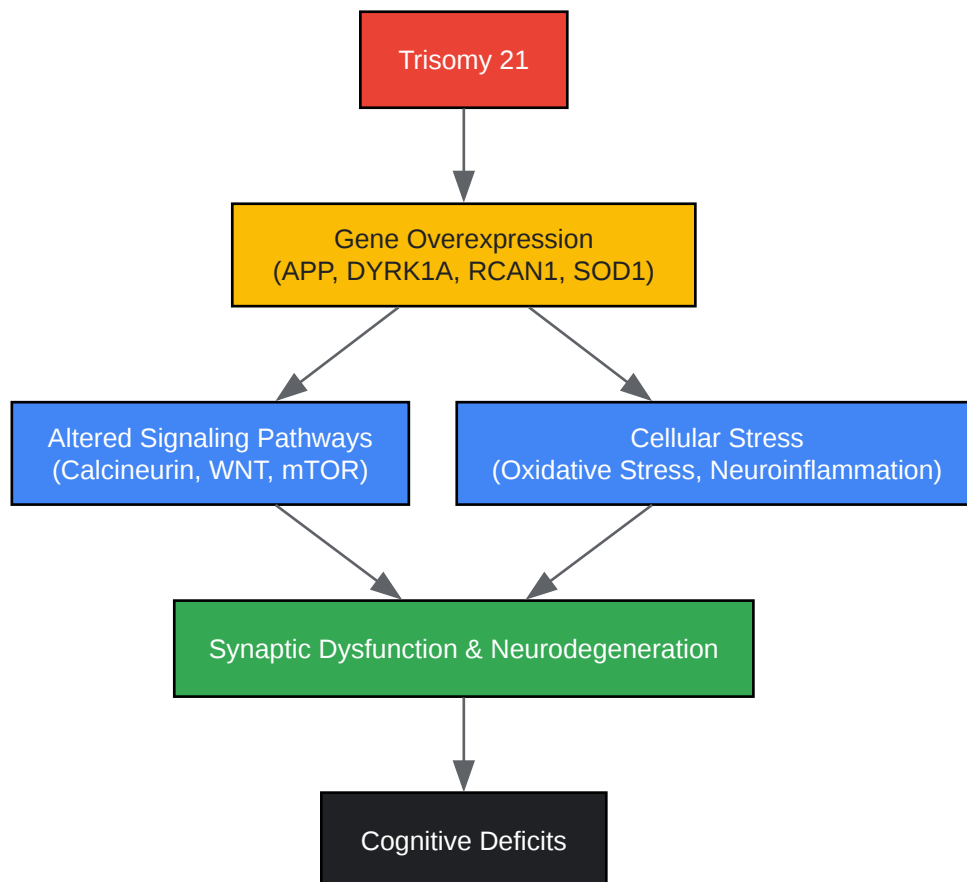 Trisomy 21
Gene Overexpression
(APP, DYRK1A, RCAN1, SOD1)
Altered Signaling Pathways
(Calcineurin, WNT, mTOR)
Cellular Stress
(Oxidative Stress, Neuroinflammation)
Synaptic Dysfunction & Neurodegeneration
Cognitive Deficits